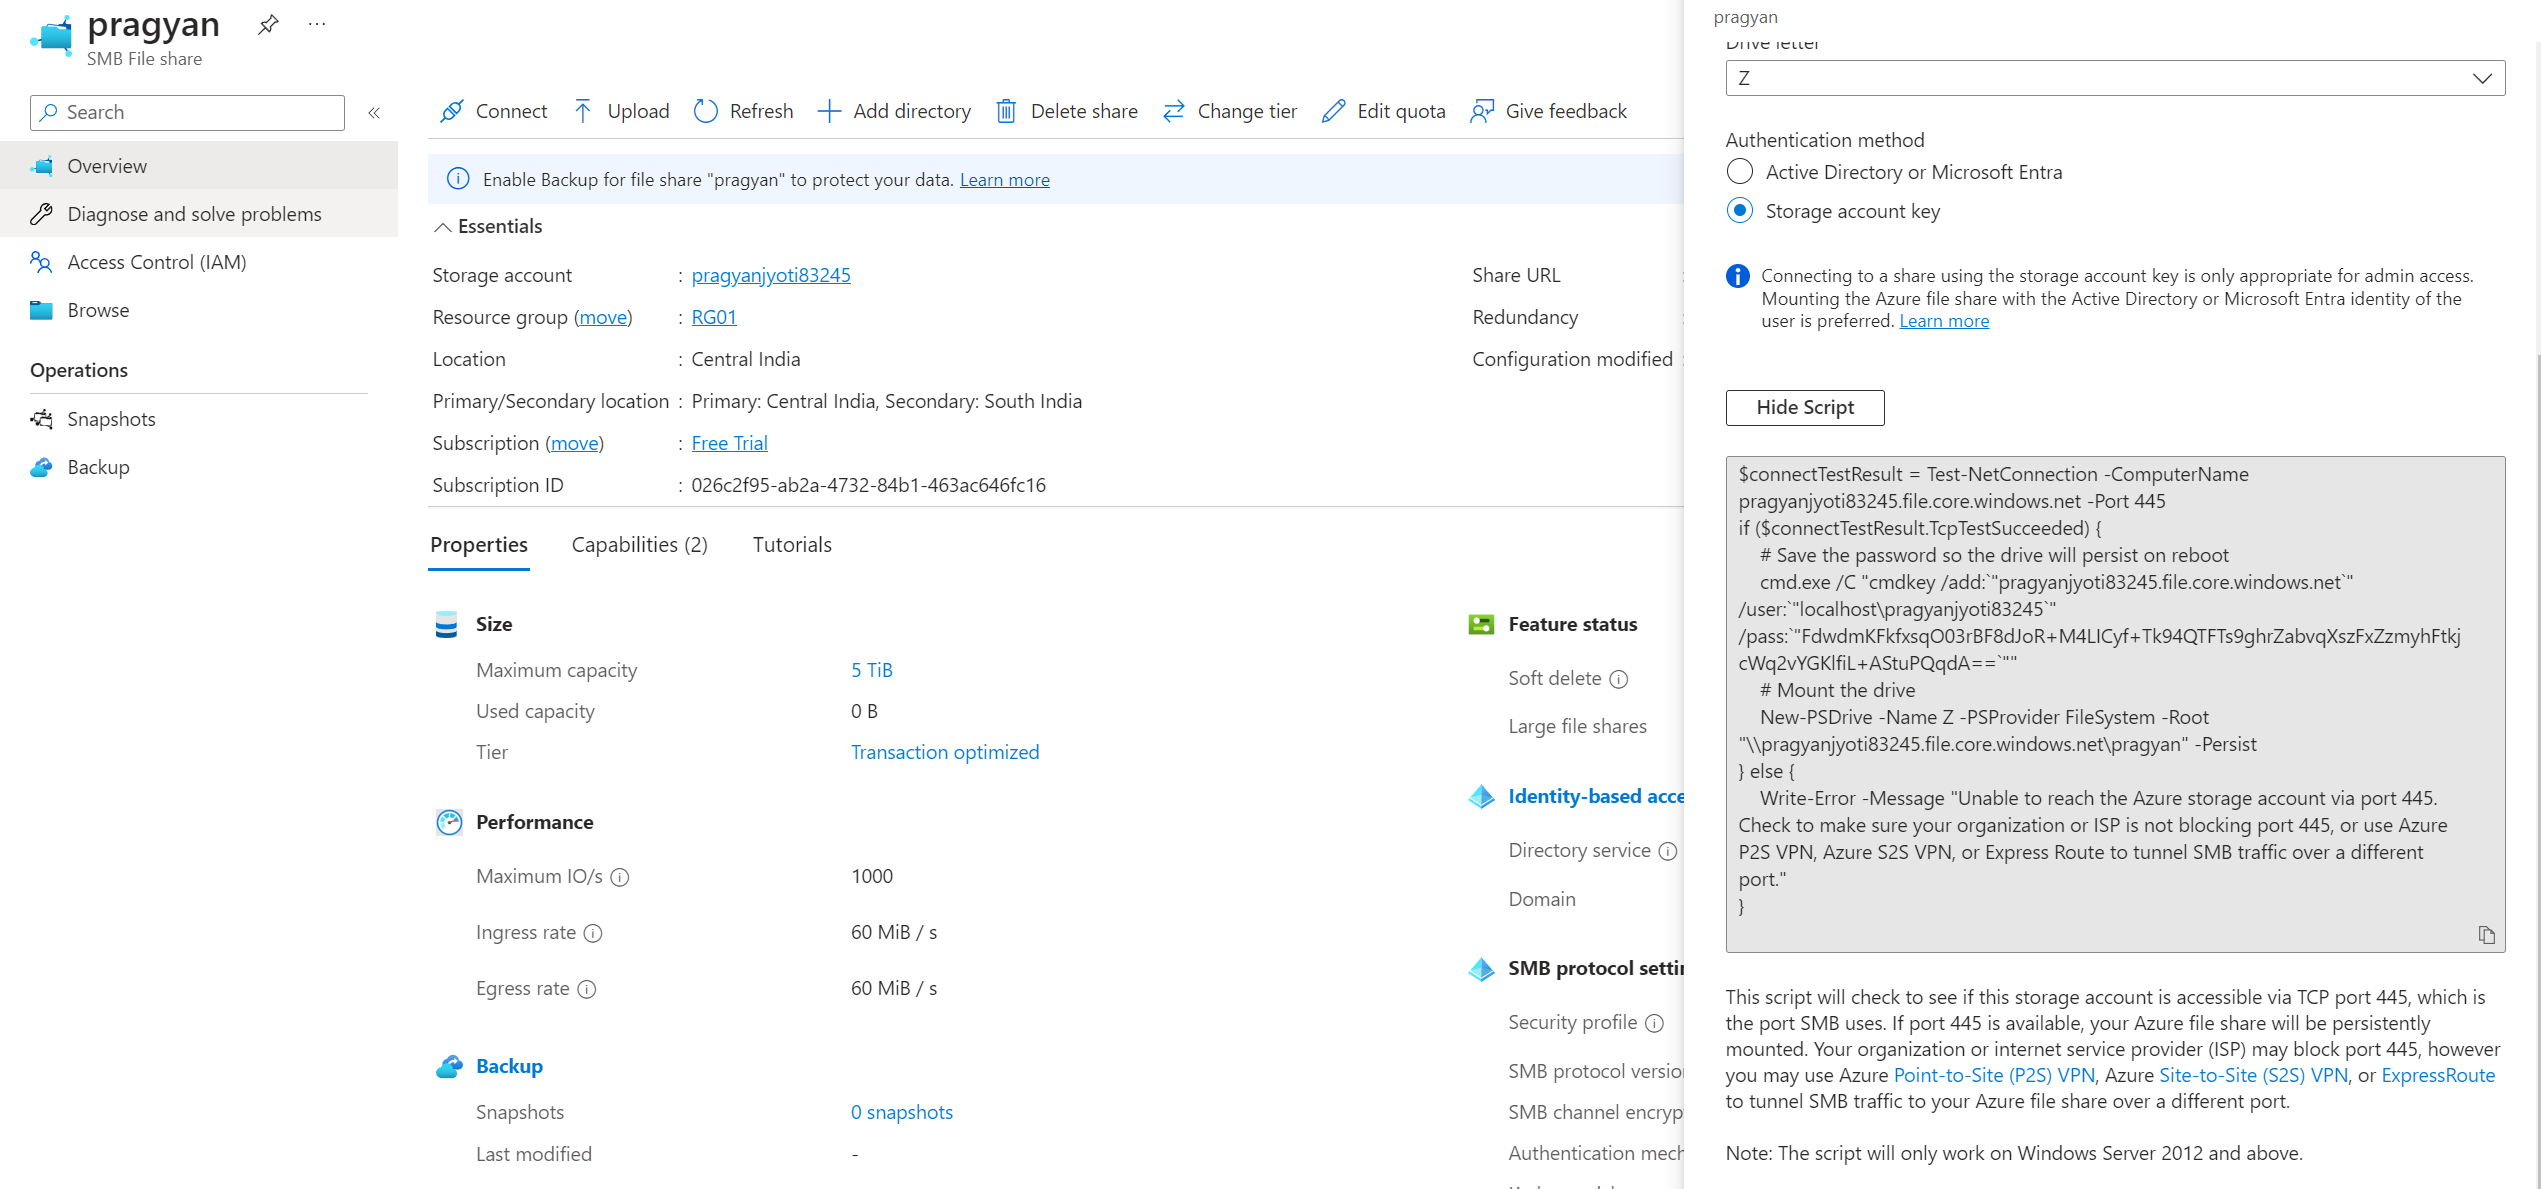 pragyan
SMB File share
Search
Overview
Diagnose and solve problems
Access Control (IAM)
Browse
Operations
Snapshots
Backup
Connect Upload Refresh Add directory Delete share Change tier Edit quota Give feedback
Enable Backup for file share "pragyan" to protect your data. Learn more
Essentials
Storage account : pragyanjyoti83245
Resource group (move) : RG01
Location : Central India
Primary/Secondary location : Primary: Central India, Secondary: South India
Subscription (move) : Free Trial
Subscription ID : 026c2f95-ab2a-4732-84b1-463ac646fc16
Share URL
Redundancy
Configuration modified
Properties Capabilities (2) Tutorials
Size
Maximum capacity 5 TiB
Used capacity 0 B
Tier Transaction optimized
Performance
Maximum IO/s 1000
Ingress rate 60 MiB / s
Egress rate 60 MiB / s
Backup
Snapshots 0 snapshots
Last modified -
Feature status
Soft delete
Large file shares
Identity-based acce
Directory service
Domain
SMB protocol settin
Security profile
SMB protocol version
SMB channel encryp
Authentication mech
pragyan
Drive letter
Z
Authentication method
Active Directory or Microsoft Entra
Storage account key
Connecting to a share using the storage account key is only appropriate for admin access.
Mounting the Azure file share with the Active Directory or Microsoft Entra identity of the
user is preferred. Learn more
Hide Script
$connectTestResult = Test-NetConnection -ComputerName
pragyanjyoti83245.file.core.windows.net -Port 445
if ($connectTestResult.TcpTestSucceeded) {
# Save the password so the drive will persist on reboot
cmd.exe /C "cmdkey /add:`"pragyanjyoti83245.file.core.windows.net`"
/user:`"localhost\pragyanjyoti83245`"
/pass:`"FdwdmKFkfxsqO03rBF8dJoR+M4LICyf+Tk94QTFTs9ghrZabvqXszFxZzmyhFtkj
cWq2vYGKlfiL+AStuPQqdA==`""
# Mount the drive
New-PSDrive -Name Z -PSProvider FileSystem -Root
"\\pragyanjyoti83245.file.core.windows.net\pragyan" -Persist
} else {
Write-Error -Message "Unable to reach the Azure storage account via port 445.
Check to make sure your organization or ISP is not blocking port 445, or use Azure
P2S VPN, Azure S2S VPN, or Express Route to tunnel SMB traffic over a different
port."
}
This script will check to see if this storage account is accessible via TCP port 445, which is
the port SMB uses. If port 445 is available, your Azure file share will be persistently
mounted. Your organization or internet service provider (ISP) may block port 445, however
you may use Azure Point-to-Site (P2S) VPN, Azure Site-to-Site (S2S) VPN, or ExpressRoute
to tunnel SMB traffic to your Azure file share over a different port.
Note: The script will only work on Windows Server 2012 and above.